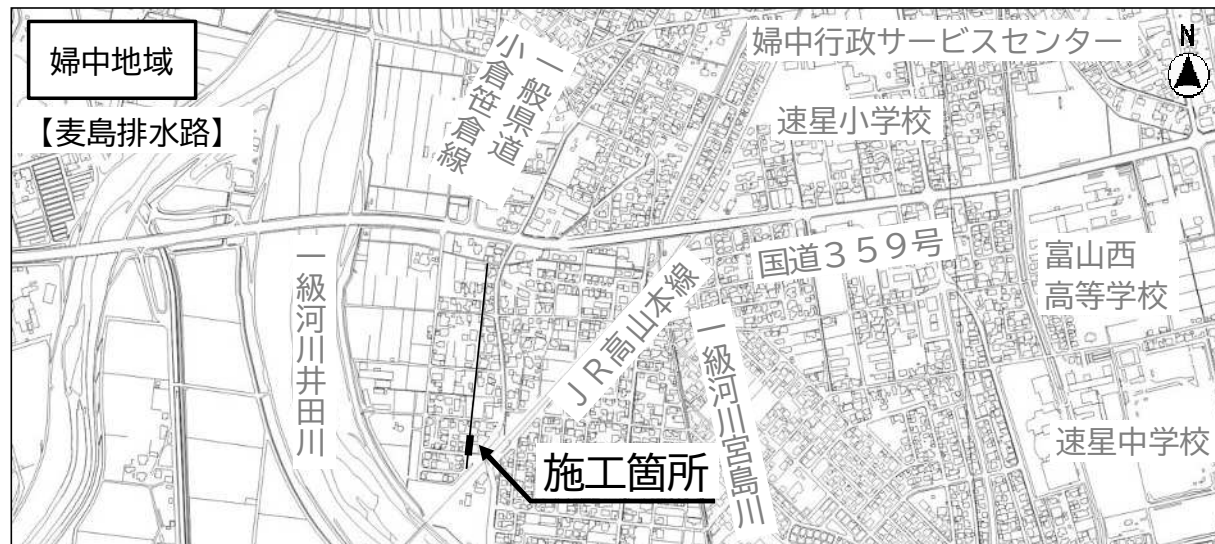 婦中地域
【麦島排水路】
一般県道
小倉笹倉線
婦中行政サービスセンター
N
速星小学校
国道359号
富山西
高等学校
一級河川井田川
JR高山本線
一級河川宮島川
速星中学校
施工箇所